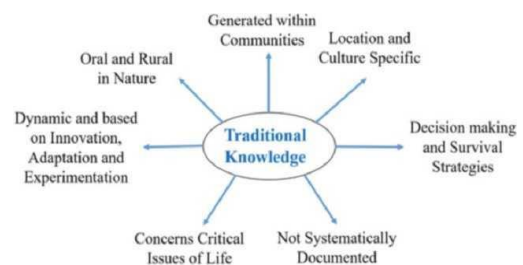 Generated within
Communities
Location and
Culture Specific
Oral and Rural
in Nature
Dynamic and based
on Innovation,
Adaptation and
Experimentation
Traditional
Knowledge
Decision making
and Survival
Strategies
Concerns Critical
Issues of Life
Not Systematically
Documented